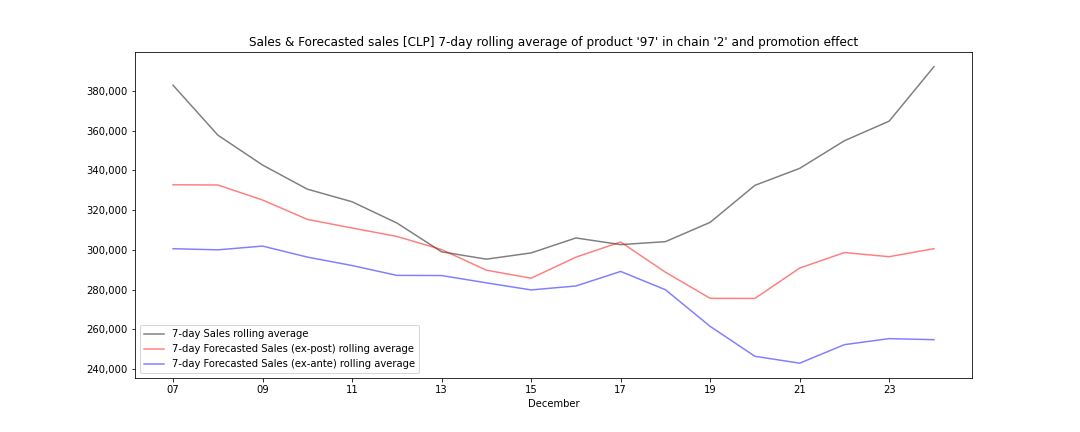 Sales & Forecasted sales [CLP] 7-day rolling average of product '97' in chain '2' and promotion effect
380,000
360,000
340,000
320,000
300,000
280,000
260,000
240,000
7-day Sales rolling average
7-day Forecasted Sales (ex-post) rolling average
7-day Forecasted Sales (ex-ante) rolling average
07 09 11 13 15 17 19 21 23
December